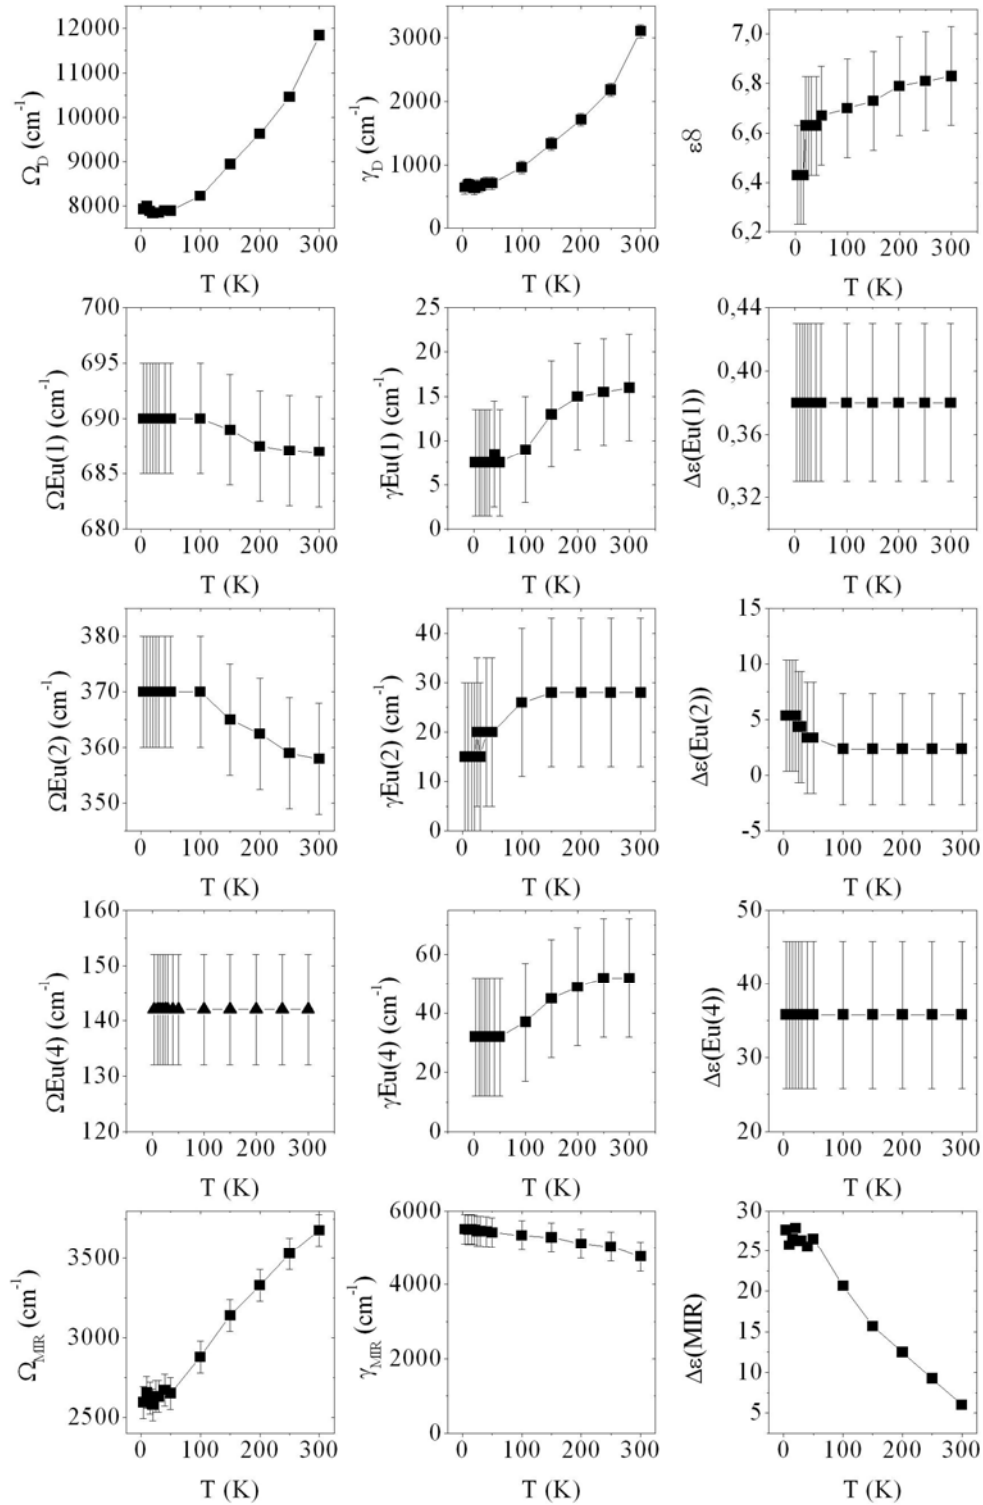 12000
11000
10000
9000
8000
Ω_D (cm⁻¹)
0 100 200 300
T (K)
3000
2000
1000
0
γ_D (cm⁻¹)
0 100 200 300
T (K)
7,0
6,8
6,6
6,4
6,2
ε8
0 100 200 300
T (K)
700
695
690
685
680
ΩEu(1) (cm⁻¹)
0 100 200 300
T (K)
25
20
15
10
5
0
γEu(1) (cm⁻¹)
0 100 200 300
T (K)
0,44
0,40
0,36
0,32
Δε(Eu(1))
0 100 200 300
T (K)
380
370
360
350
ΩEu(2) (cm⁻¹)
0 100 200 300
T (K)
40
30
20
10
0
γEu(2) (cm⁻¹)
0 100 200 300
T (K)
15
10
5
0
-5
Δε(Eu(2))
0 100 200 300
T (K)
160
150
140
130
120
ΩEu(4) (cm⁻¹)
0 100 200 300
T (K)
60
40
20
0
γEu(4) (cm⁻¹)
0 100 200 300
T (K)
50
40
30
20
Δε(Eu(4))
0 100 200 300
T (K)
3500
3000
2500
Ω_MIR (cm⁻¹)
0 100 200 300
T (K)
6000
4000
2000
0
γ_MIR (cm⁻¹)
0 100 200 300
T (K)
30
25
20
15
10
5
Δε(MIR)
0 100 200 300
T (K)